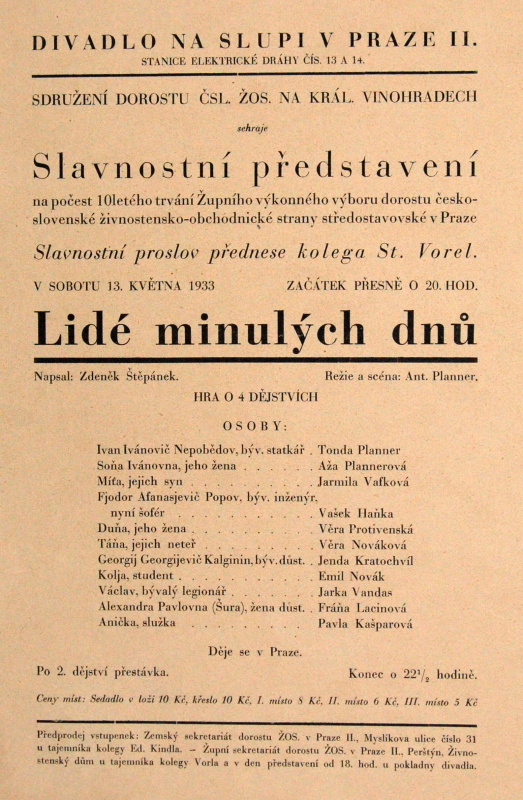 DIVADLO NA SLUPI V PRAZE II.
STANICE ELEKTRICKÉ DRÁHY ČÍS. 13 A 14.
SDRUŽENÍ DOROSTU ČSL. ŽOS. NA KRÁL. VINOHRADECH
sehraje
Slavnostní představení
na počest 10letého trvání Župního výkonného výboru dorostu česko-
slovenské živnostensko-obchodnické strany středostavovské v Praze
Slavnostní proslov přednese kolega St. Vorel.
V SOBOTU 13. KVĚTNA 1933 ZAČÁTEK PŘESNĚ O 20. HOD.
Lidé minulých dnů
Napsal: Zdeněk Štěpánek. Režie a scéna: Ant. Planner.
HRA O 4 DĚJSTVÍCH
OSOBY:
Ivan Ivánovič Nepobědov, býv. statkář . Tonda Planner
Soňa Ivánovna, jeho žena . . . . . . Aža Plannerová
Míťa, jejich syn . . . . . . . . . . Jarmila Vafková
Fjodor Afanasjevič Popov, býv. inženýr,
nyní šofér . . . . . . . . . . Vašek Haňka
Duňa, jeho žena . . . . . . . . . . Věra Protivenská
Táňa, jejich neteř . . . . . . . . . Věra Nováková
Georgij Georgijevič Kalginin, býv. důst. . Jenda Kratochvíl
Kolja, student . . . . . . . . . . . Emil Novák
Václav, bývalý legionář . . . . . . . Jarka Vandas
Alexandra Pavlovna (Šura), žena důst. . Fráňa Lacinová
Anička, služka . . . . . . . . . Pavla Kašparová
Děje se v Praze.
Po 2. dějství přestávka. Konec o 22½ hodině.
Ceny míst: Sedadlo v loži 10 Kč, křeslo 10 Kč, I. místo 8 Kč, II. místo 6 Kč, III. místo 5 Kč
Předprodej vstupenek: Zemský sekretariát dorostu ŽOS. v Praze II., Myslíkova ulice číslo 31
u tajemníka kolegy Ed. Kindla. – Župní sekretariát dorostu ŽOS. v Praze II., Perštýn, Živno-
stenský dům u tajemníka kolegy Vorla a v den představení od 18. hod. u pokladny divadla.